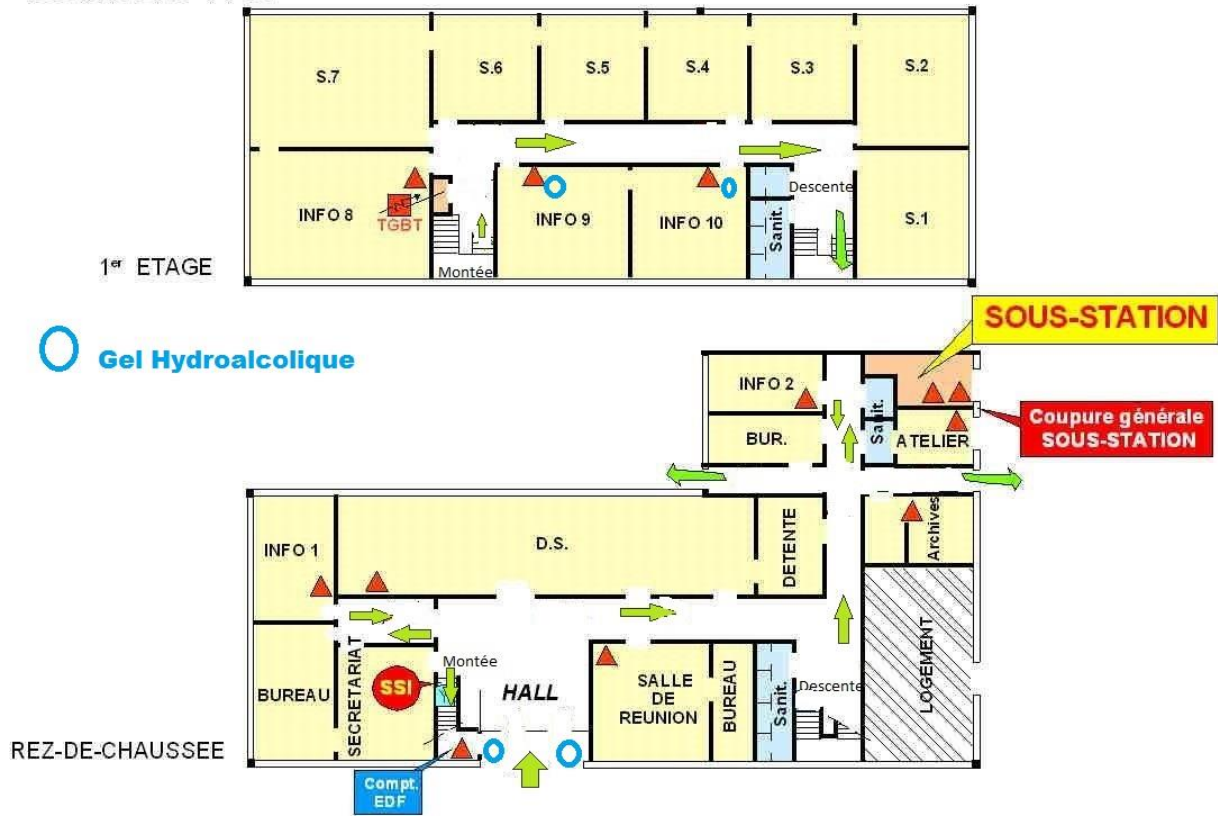 S.7
S.6
S.5
S.4
S.3
S.2
INFO 8
TGBT
Montée
INFO 9
INFO 10
Sanit.
Descente
S.1
1er ETAGE
SOUS-STATION
Gel Hydroalcolique
INFO 2
Sanit.
Coupure générale
SOUS-STATION
BUR.
ATELIER
INFO 1
D.S.
DETENTE
Archives
BUREAU
SECRETARIAT
SSI
Montée
HALL
SALLE
DE
REUNION
BUREAU
Sanit.
Descente
LOGEMENT
REZ-DE-CHAUSSEE
Compt.
EDF